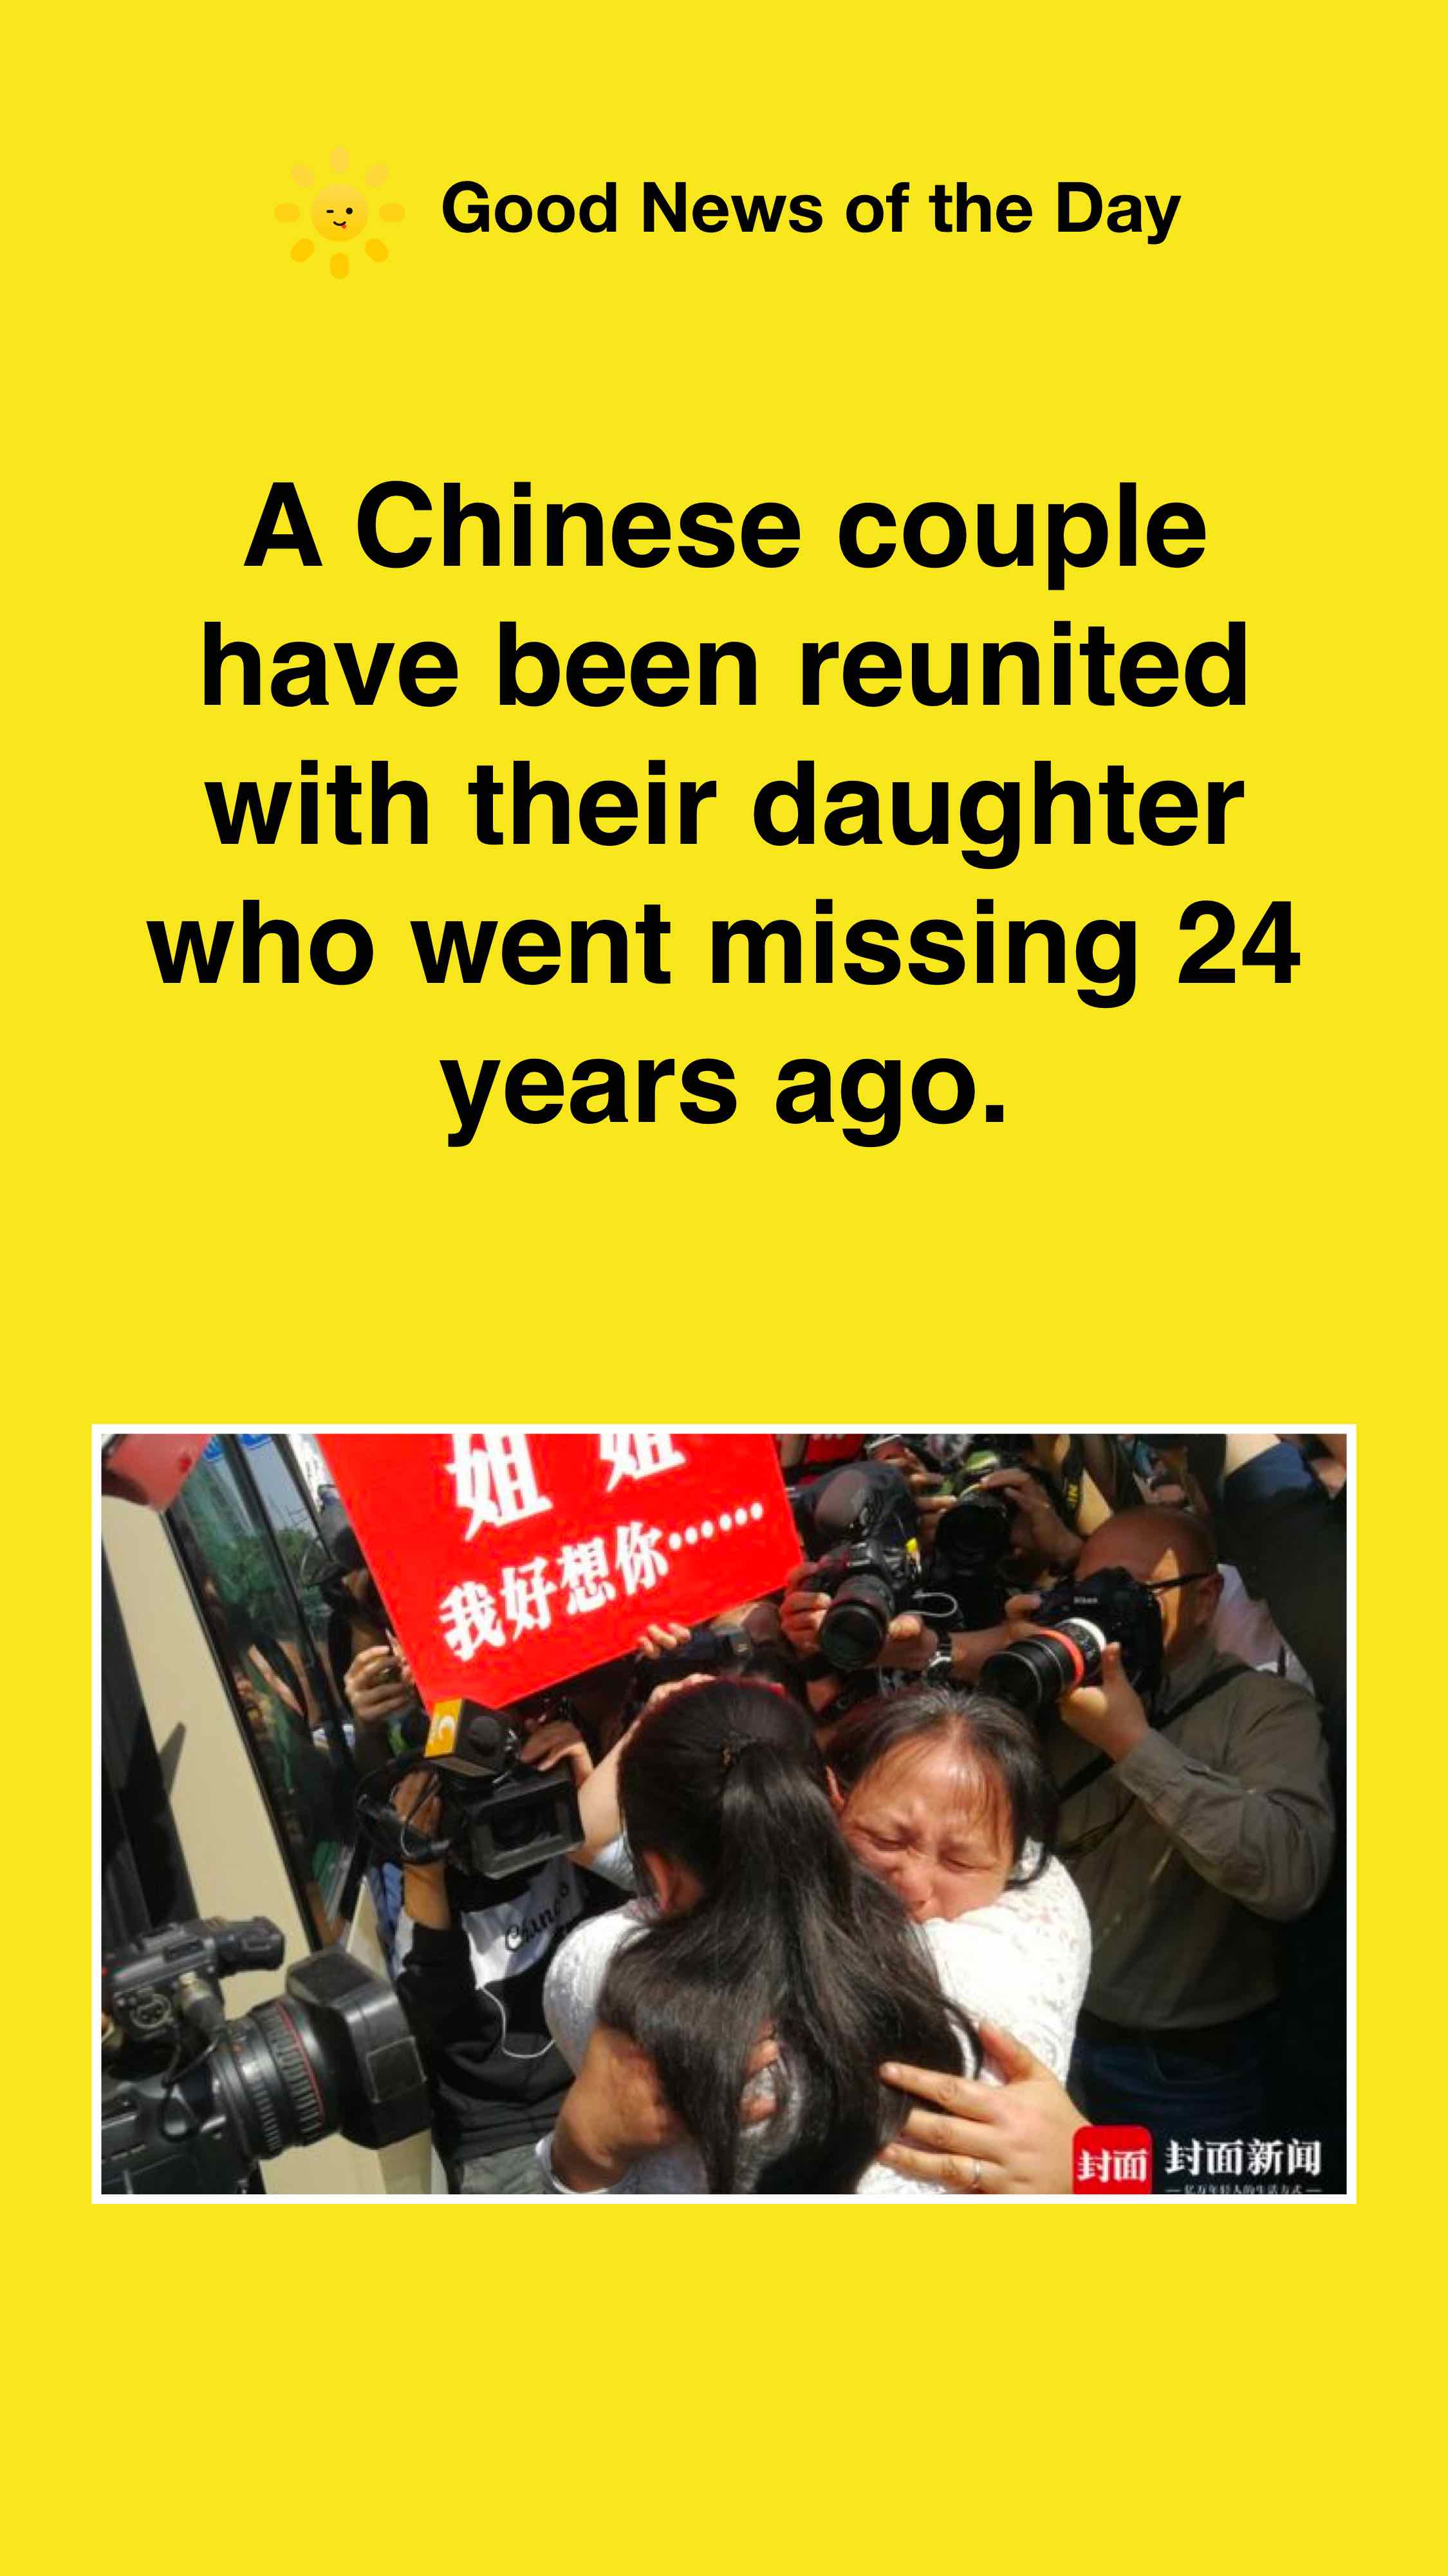 Good News of the Day
A Chinese couple
have been reunited
with their daughter
who went missing 24
years ago.
姐 姐
我好想你……
Nikon
封面 封面新闻